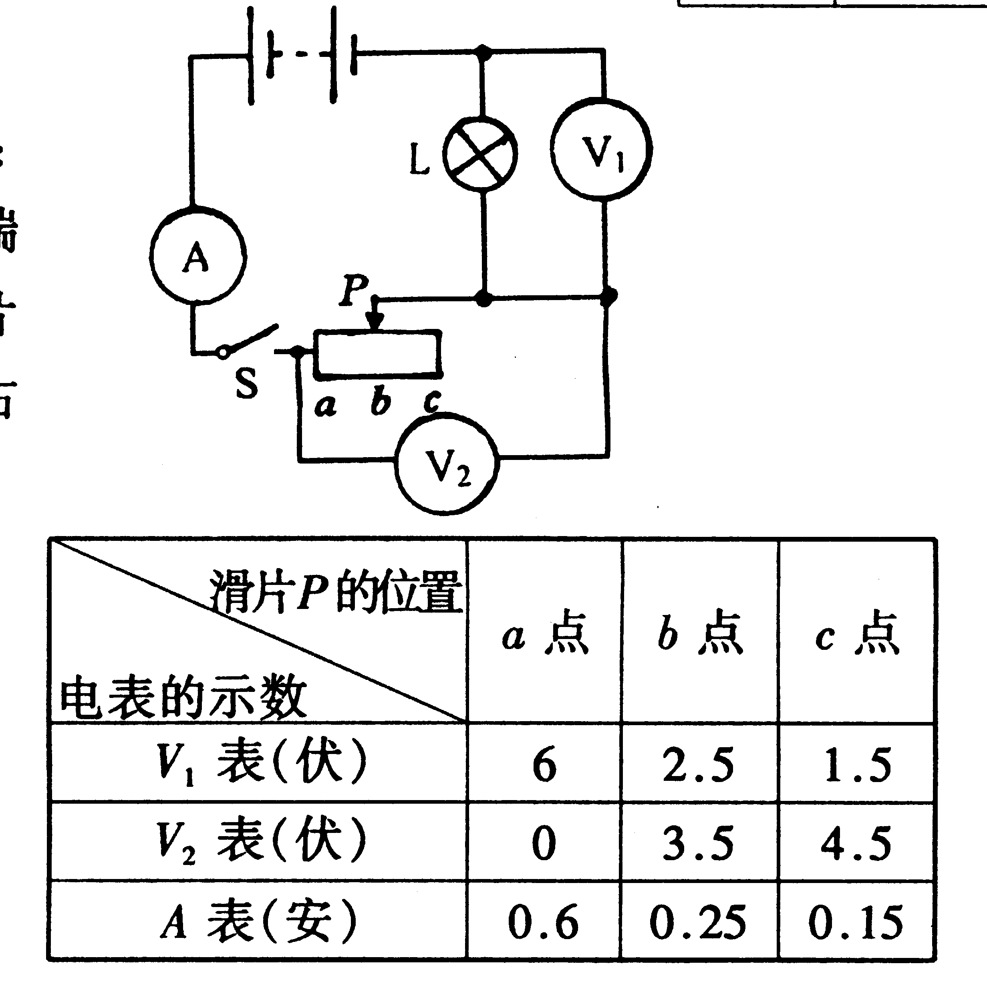 L
V₁
A
P
S
a b c
V₂
滑片P的位置
电表的示数
a 点 b 点 c 点
V₁ 表(伏) 6 2.5 1.5
V₂ 表(伏) 0 3.5 4.5
A 表(安) 0.6 0.25 0.15